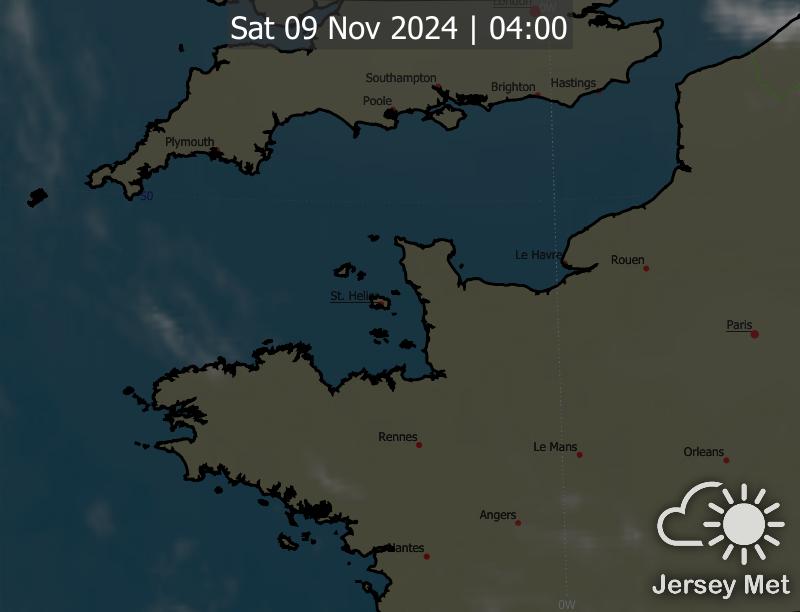 London
0W
Sat 09 Nov 2024 | 04:00
Southampton
Brighton
Hastings
Poole
Plymouth
50
Le Havre
Rouen
St. Helier
Paris
Rennes
Le Mans
Orleans
Angers
Nantes
Jersey Met
0W